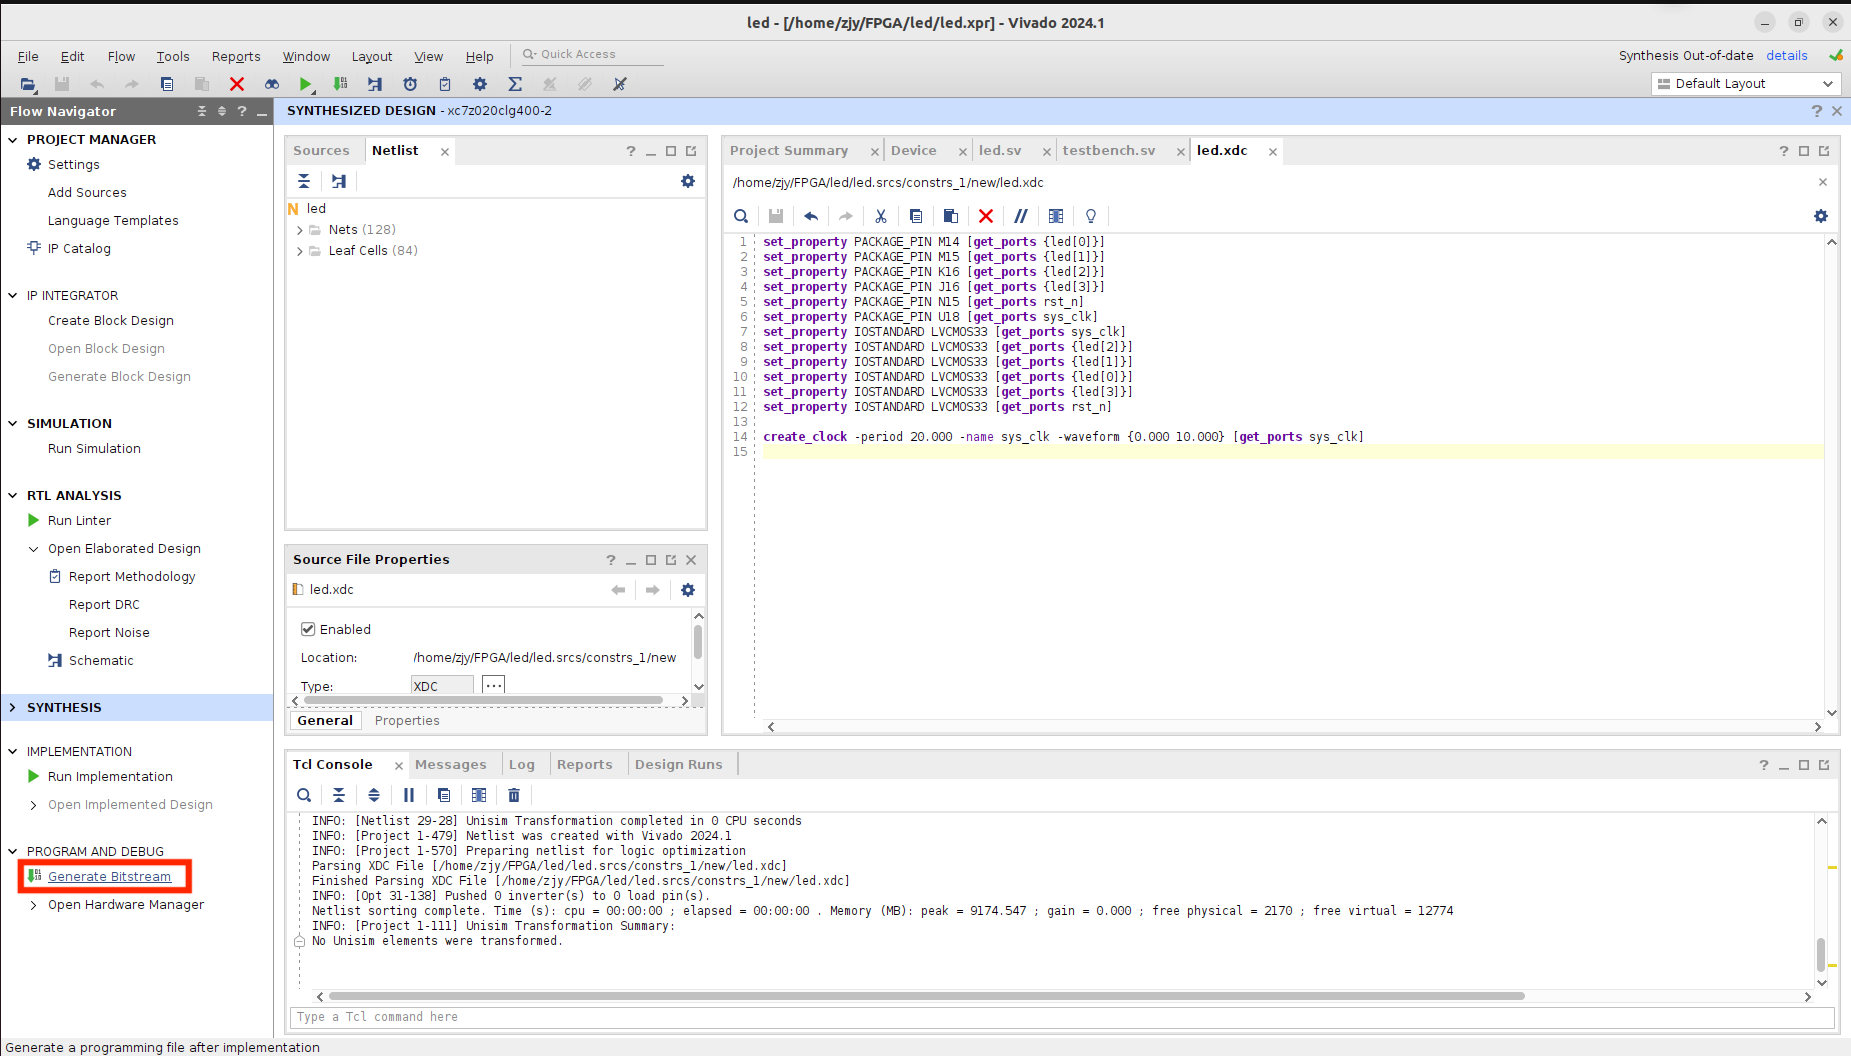 led - [/home/zjy/FPGA/led/led.xpr] - Vivado 2024.1
File Edit Flow Tools Reports Window Layout View Help Quick Access
Synthesis Out-of-date details
Default Layout
Flow Navigator
PROJECT MANAGER
Settings
Add Sources
Language Templates
IP Catalog
IP INTEGRATOR
Create Block Design
Open Block Design
Generate Block Design
SIMULATION
Run Simulation
RTL ANALYSIS
Run Linter
Open Elaborated Design
Report Methodology
Report DRC
Report Noise
Schematic
SYNTHESIS
IMPLEMENTATION
Run Implementation
Open Implemented Design
PROGRAM AND DEBUG
Generate Bitstream
Open Hardware Manager
SYNTHESIZED DESIGN - xc7z020clg400-2
Sources Netlist
N led
Nets (128)
Leaf Cells (84)
Source File Properties
led.xdc
Enabled
Location: /home/zjy/FPGA/led/led.srcs/constrs_1/new
Type: XDC ...
General Properties
Project Summary Device led.sv testbench.sv led.xdc
/home/zjy/FPGA/led/led.srcs/constrs_1/new/led.xdc
1 set_property PACKAGE_PIN M14 [get_ports {led[0]}]
2 set_property PACKAGE_PIN M15 [get_ports {led[1]}]
3 set_property PACKAGE_PIN K16 [get_ports {led[2]}]
4 set_property PACKAGE_PIN J16 [get_ports {led[3]}]
5 set_property PACKAGE_PIN N15 [get_ports rst_n]
6 set_property PACKAGE_PIN U18 [get_ports sys_clk]
7 set_property IOSTANDARD LVCMOS33 [get_ports sys_clk]
8 set_property IOSTANDARD LVCMOS33 [get_ports {led[2]}]
9 set_property IOSTANDARD LVCMOS33 [get_ports {led[1]}]
10 set_property IOSTANDARD LVCMOS33 [get_ports {led[0]}]
11 set_property IOSTANDARD LVCMOS33 [get_ports {led[3]}]
12 set_property IOSTANDARD LVCMOS33 [get_ports rst_n]
13
14 create_clock -period 20.000 -name sys_clk -waveform {0.000 10.000} [get_ports sys_clk]
15
Tcl Console Messages Log Reports Design Runs
INFO: [Netlist 29-28] Unisim Transformation completed in 0 CPU seconds
INFO: [Project 1-479] Netlist was created with Vivado 2024.1
INFO: [Project 1-570] Preparing netlist for logic optimization
Parsing XDC File [/home/zjy/FPGA/led/led.srcs/constrs_1/new/led.xdc]
Finished Parsing XDC File [/home/zjy/FPGA/led/led.srcs/constrs_1/new/led.xdc]
INFO: [Opt 31-138] Pushed 0 inverter(s) to 0 load pin(s).
Netlist sorting complete. Time (s): cpu = 00:00:00 ; elapsed = 00:00:00 . Memory (MB): peak = 9174.547 ; gain = 0.000 ; free physical = 2170 ; free virtual = 12774
INFO: [Project 1-111] Unisim Transformation Summary:
No Unisim elements were transformed.
Type a Tcl command here
Generate a programming file after implementation